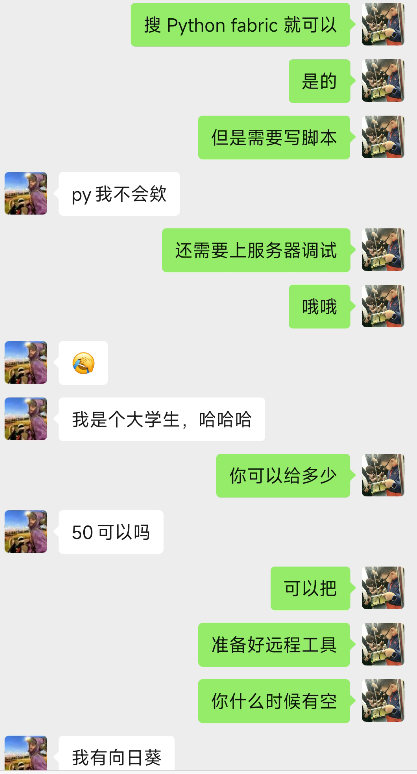 搜 Python fabric 就可以
是的
但是需要写脚本
py 我不会欸
还需要上服务器调试
哦哦
我是个大学生，哈哈哈
你可以给多少
50 可以吗
可以把
准备好远程工具
你什么时候有空
我有向日葵